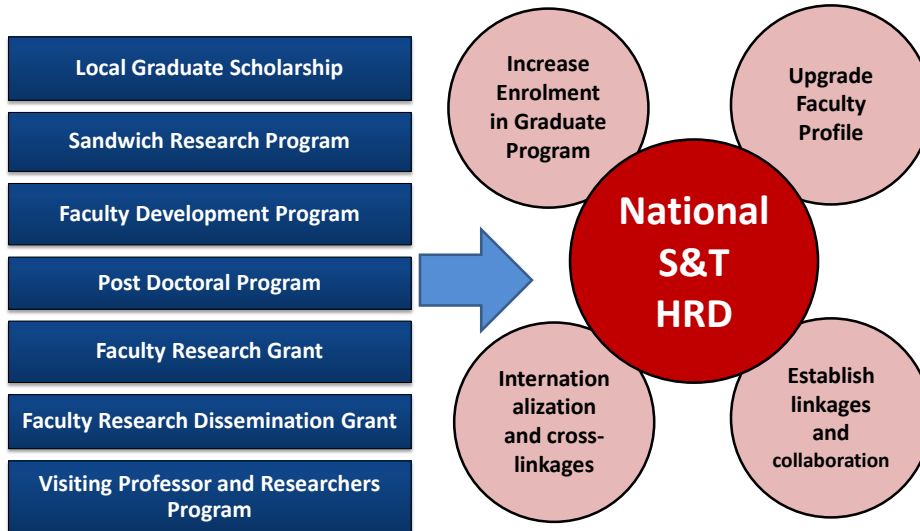 Local Graduate Scholarship
Sandwich Research Program
Faculty Development Program
Post Doctoral Program
Faculty Research Grant
Faculty Research Dissemination Grant
Visiting Professor and Researchers
Program
Increase
Enrolment
in Graduate
Program
Upgrade
Faculty
Profile
National
S&T
HRD
Internation
alization
and cross-
linkages
Establish
linkages
and
collaboration